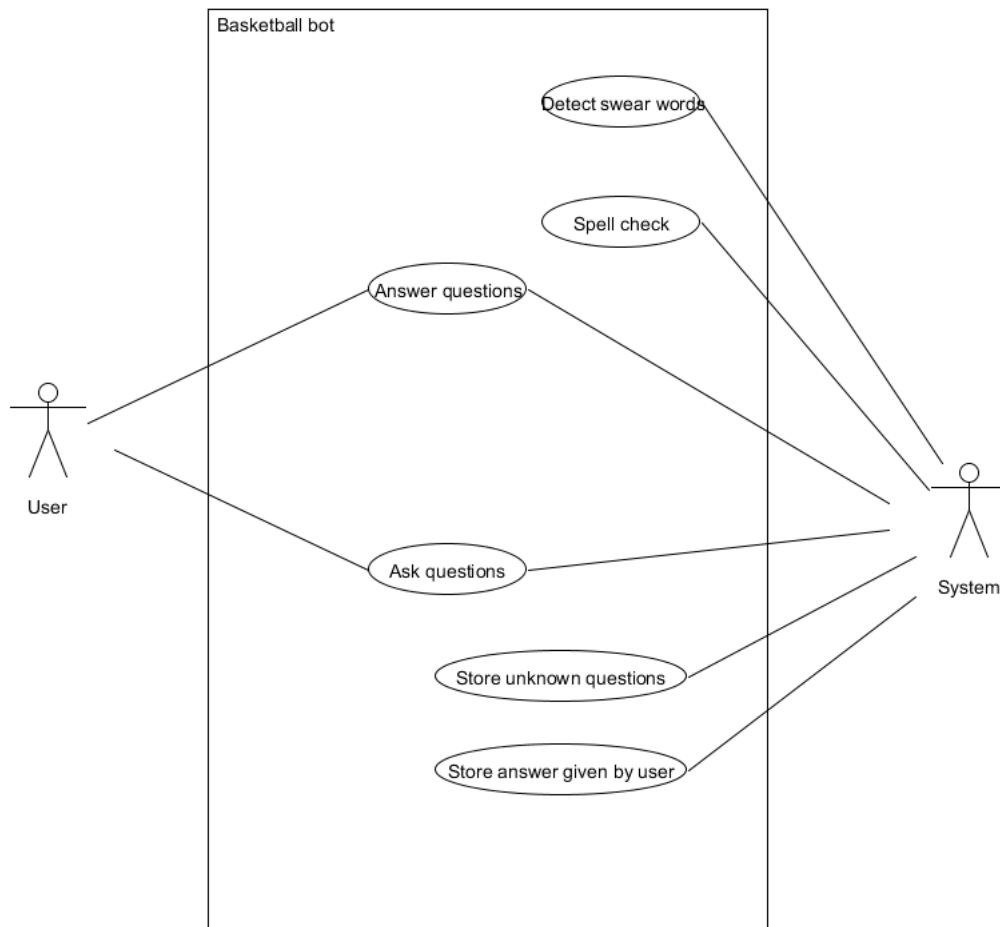 Basketball bot
Detect swear words
Spell check
Answer questions
User
Ask questions
System
Store unknown questions
Store answer given by user